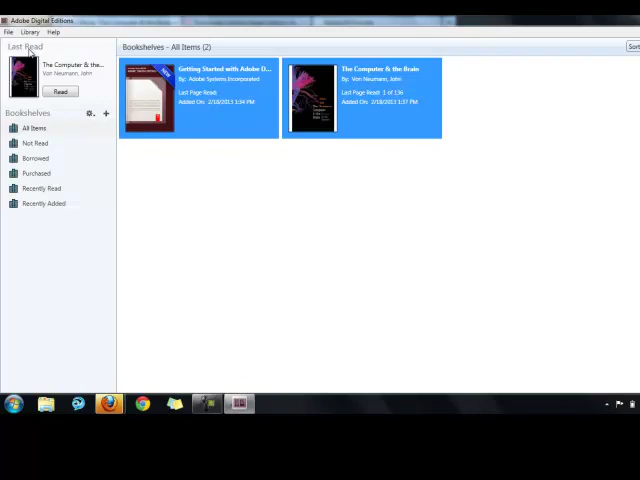 Adobe Digital Editions
File Library Help
Last Read
The Computer & the...
Von Neumann, John
Read
Bookshelves
All Items
Not Read
Borrowed
Purchased
Recently Read
Recently Added
Bookshelves - All Items (2)
Sort
Getting Started with Adobe D...
By: Adobe Systems Incorporated
Last Page Read:
Added On: 2/18/2013 1:34 PM
NEW
The Computer & the Brain
By: Von Neumann, John
Last Page Read: 1 of 136
Added On: 2/18/2013 1:37 PM